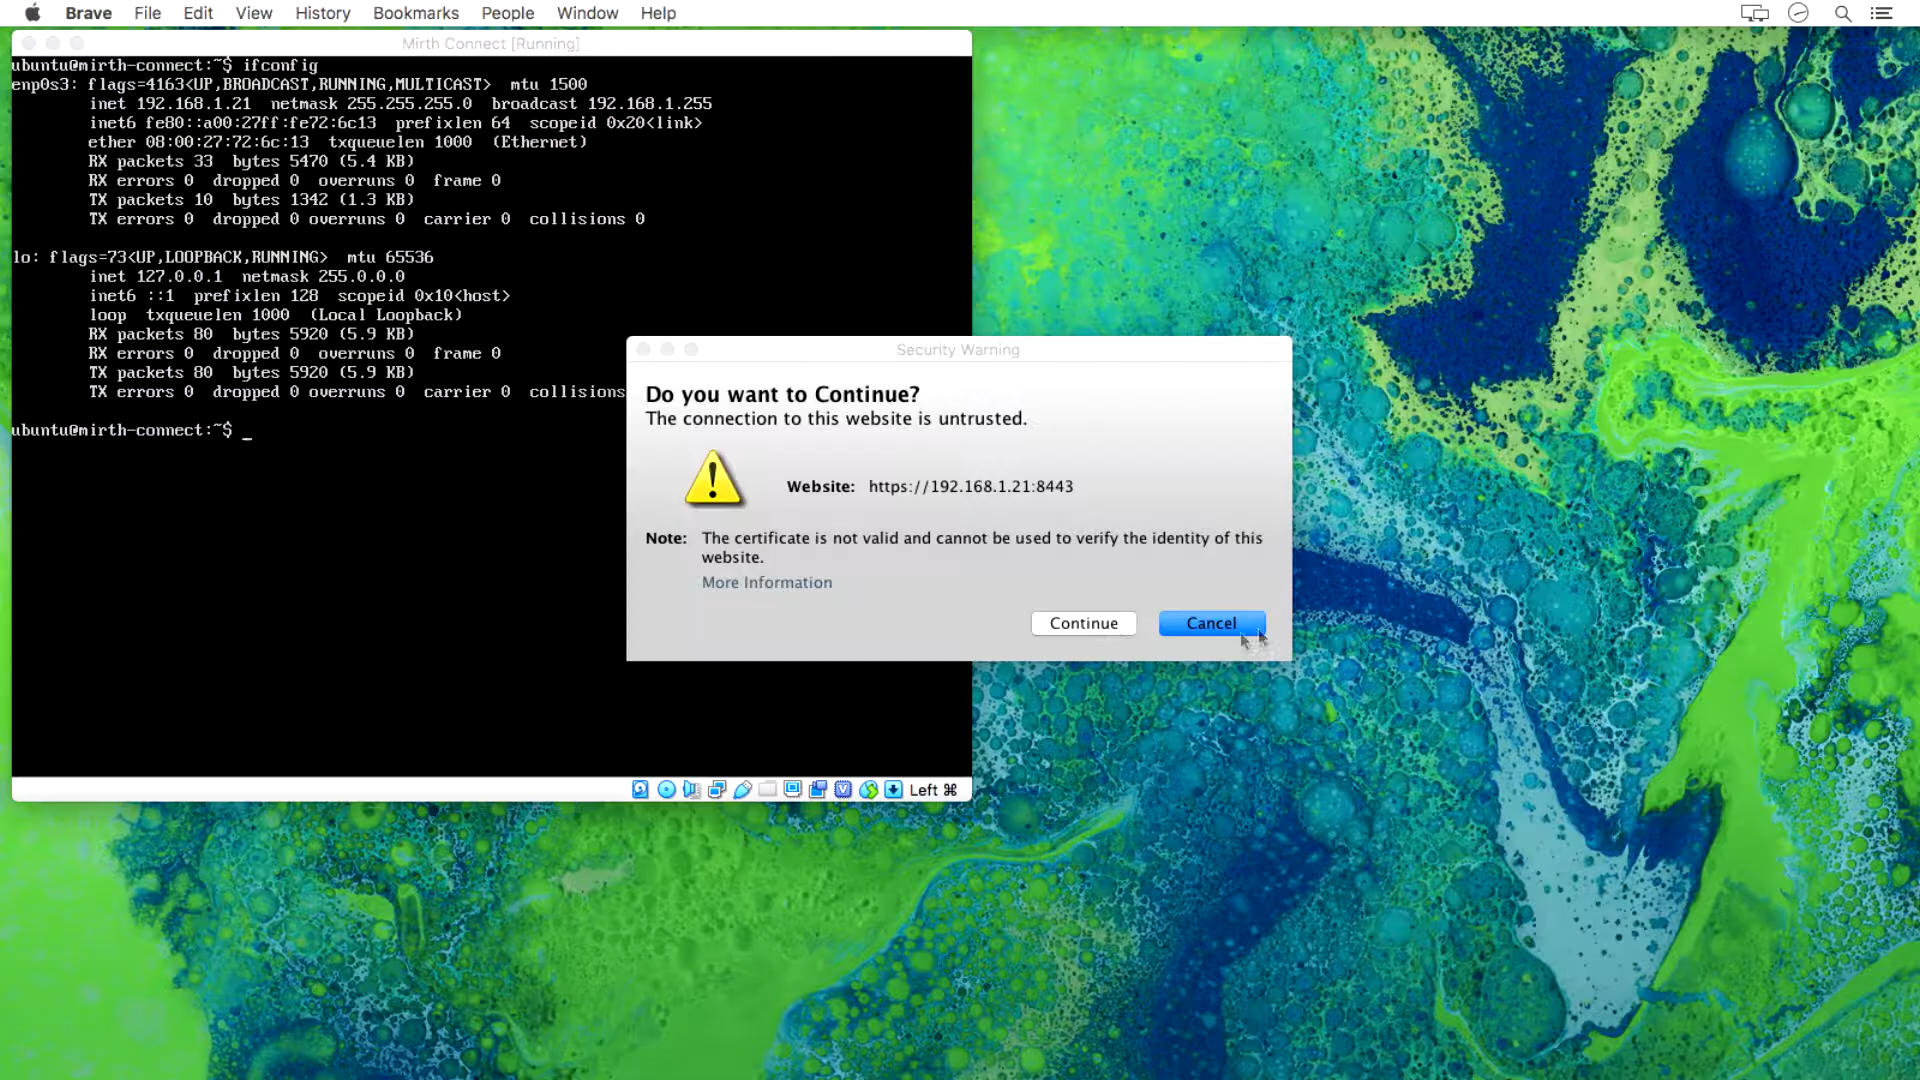 Brave File Edit View History Bookmarks People Window Help
Mirth Connect [Running]
ubuntu@mirth-connect:~$ ifconfig
enp0s3: flags=4163<UP,BROADCAST,RUNNING,MULTICAST>  mtu 1500
inet 192.168.1.21  netmask 255.255.255.0  broadcast 192.168.1.255
inet6 fe80::a00:27ff:fe72:6c13  prefixlen 64  scopeid 0x20<link>
ether 08:00:27:72:6c:13  txqueuelen 1000  (Ethernet)
RX packets 33  bytes 5470 (5.4 KB)
RX errors 0  dropped 0  overruns 0  frame 0
TX packets 10  bytes 1342 (1.3 KB)
TX errors 0  dropped 0 overruns 0  carrier 0  collisions 0
lo: flags=73<UP,LOOPBACK,RUNNING>  mtu 65536
inet 127.0.0.1  netmask 255.0.0.0
inet6 ::1  prefixlen 128  scopeid 0x10<host>
loop  txqueuelen 1000  (Local Loopback)
RX packets 80  bytes 5920 (5.9 KB)
RX errors 0  dropped 0  overruns 0  frame 0
TX packets 80  bytes 5920 (5.9 KB)
TX errors 0  dropped 0 overruns 0  carrier 0  collisions
ubuntu@mirth-connect:~$ _
Security Warning
Do you want to Continue?
The connection to this website is untrusted.
Website: https://192.168.1.21:8443
Note: The certificate is not valid and cannot be used to verify the identity of this
website.
More Information
Continue Cancel
Left ⌘